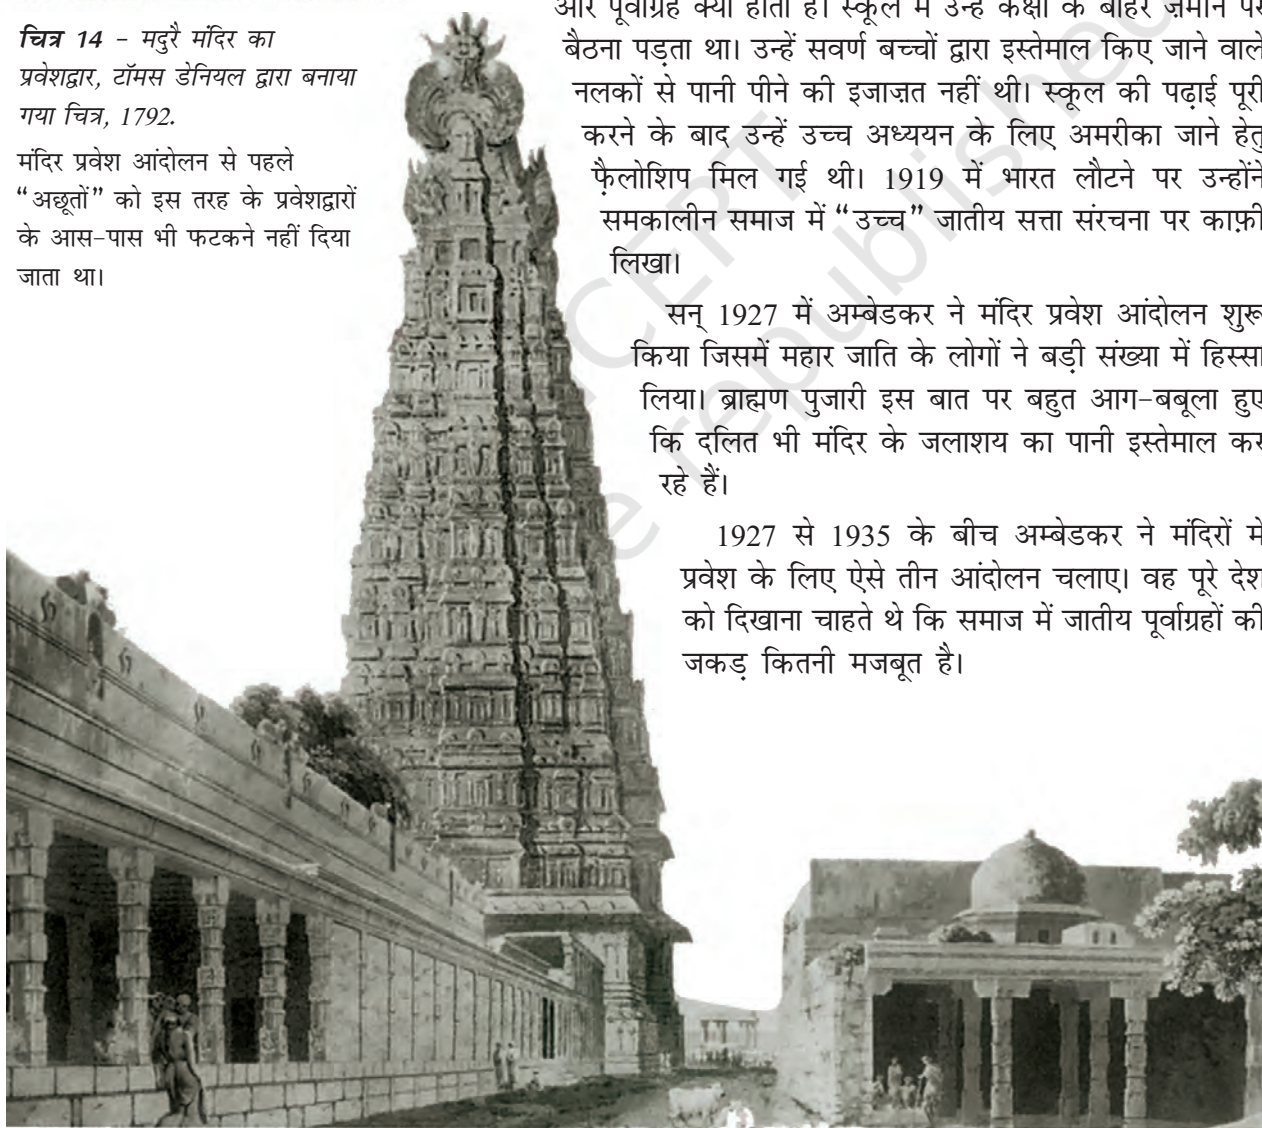 चित्र 14 – मदुरै मंदिर का
प्रवेशद्वार, टॉमस डेनियल द्वारा बनाया
गया चित्र, 1792.
मंदिर प्रवेश आंदोलन से पहले
“अछूतों” को इस तरह के प्रवेशद्वारों
के आस-पास भी फटकने नहीं दिया
जाता था।
और पूर्वाग्रह क्या होता है। स्कूल में उन्हें कक्षा के बाहर ज़मीन पर
बैठना पड़ता था। उन्हें सवर्ण बच्चों द्वारा इस्तेमाल किए जाने वाले
नलकों से पानी पीने की इजाज़त नहीं थी। स्कूल की पढ़ाई पूरी
करने के बाद उन्हें उच्च अध्ययन के लिए अमरीका जाने हेतु
फ़ैलोशिप मिल गई थी। 1919 में भारत लौटने पर उन्होंने
समकालीन समाज में “उच्च” जातीय सत्ता संरचना पर काफ़ी
लिखा।
सन् 1927 में अम्बेडकर ने मंदिर प्रवेश आंदोलन शुरू
किया जिसमें महार जाति के लोगों ने बड़ी संख्या में हिस्सा
लिया। ब्राह्मण पुजारी इस बात पर बहुत आग-बबूला हुए
कि दलित भी मंदिर के जलाशय का पानी इस्तेमाल कर
रहे हैं।
1927 से 1935 के बीच अम्बेडकर ने मंदिरों में
प्रवेश के लिए ऐसे तीन आंदोलन चलाए। वह पूरे देश
को दिखाना चाहते थे कि समाज में जातीय पूर्वाग्रहों की
जकड़ कितनी मजबूत है।